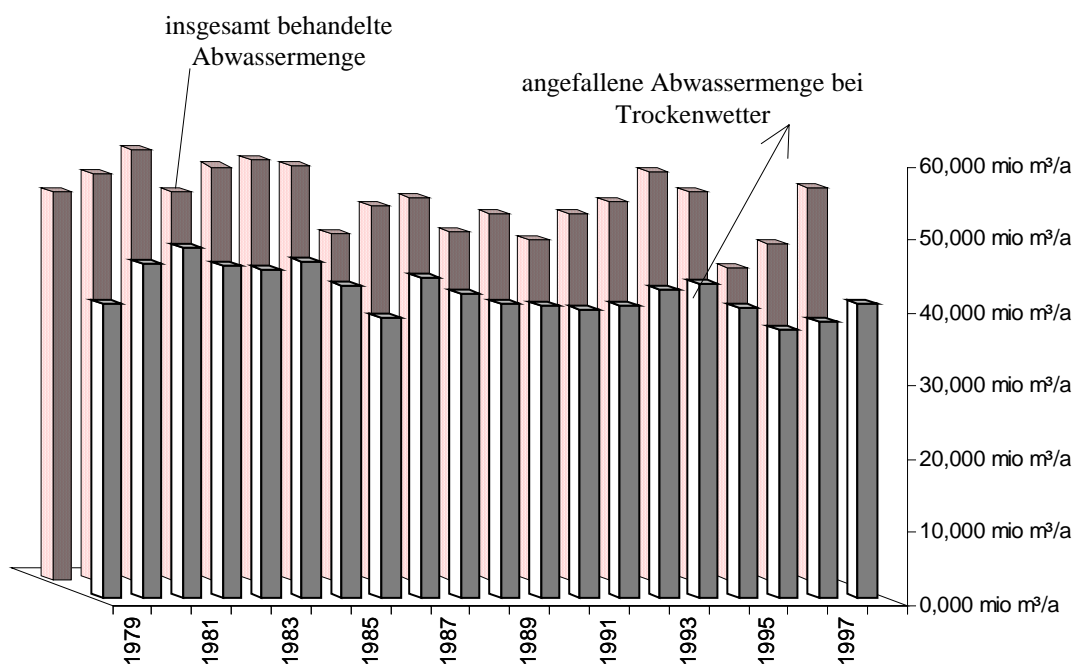 insgesamt behandelte
Abwassermenge
angefallene Abwassermenge bei
Trockenwetter
60,000 mio m³/a
50,000 mio m³/a
40,000 mio m³/a
30,000 mio m³/a
20,000 mio m³/a
10,000 mio m³/a
0,000 mio m³/a
1979
1981
1983
1985
1987
1989
1991
1993
1995
1997